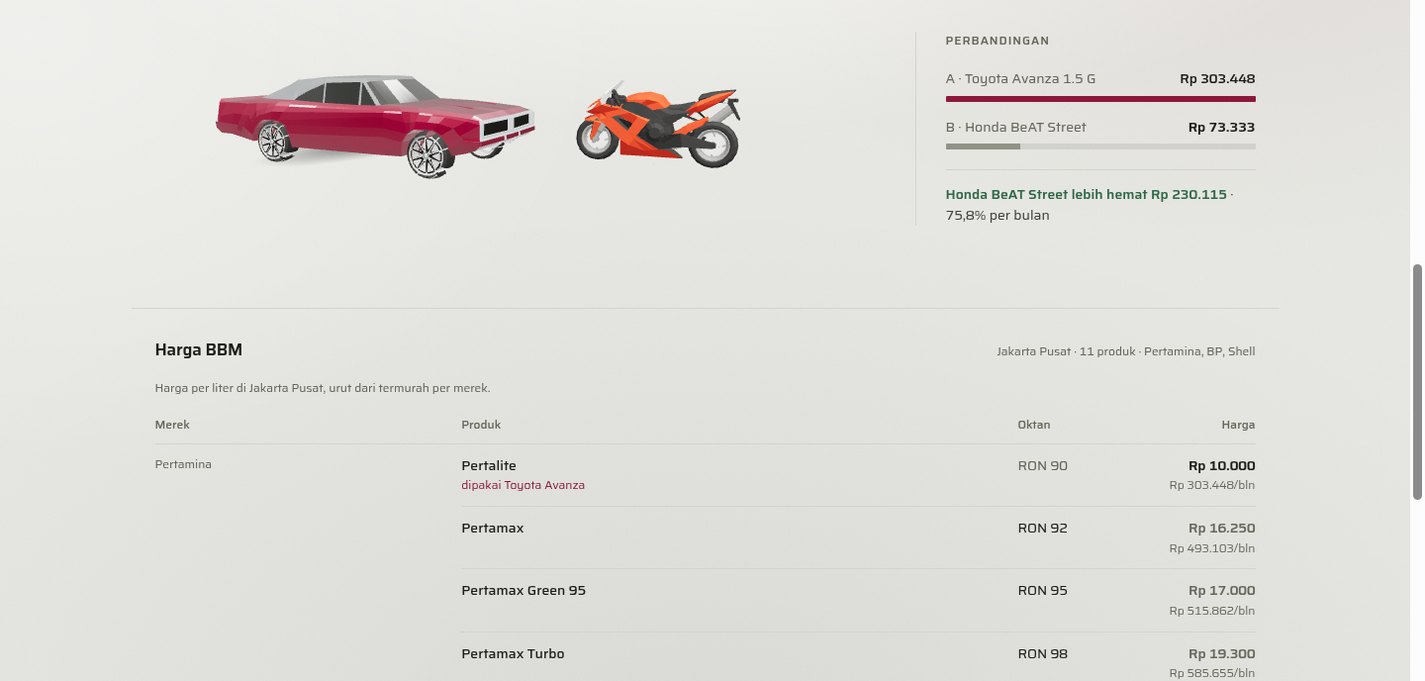 PERBANDINGAN
A · Toyota Avanza 1.5 G Rp 303.448
B · Honda BeAT Street Rp 73.333
Honda BeAT Street lebih hemat Rp 230.115 ·
75,8% per bulan
Harga BBM
Jakarta Pusat · 11 produk · Pertamina, BP, Shell
Harga per liter di Jakarta Pusat, urut dari termurah per merek.
Merek Produk Oktan Harga
Pertamina Pertalite RON 90 Rp 10.000
dipakai Toyota Avanza Rp 303.448/bln
Pertamax RON 92 Rp 16.250
Rp 493.103/bln
Pertamax Green 95 RON 95 Rp 17.000
Rp 515.862/bln
Pertamax Turbo RON 98 Rp 19.300
Rp 585.655/bln